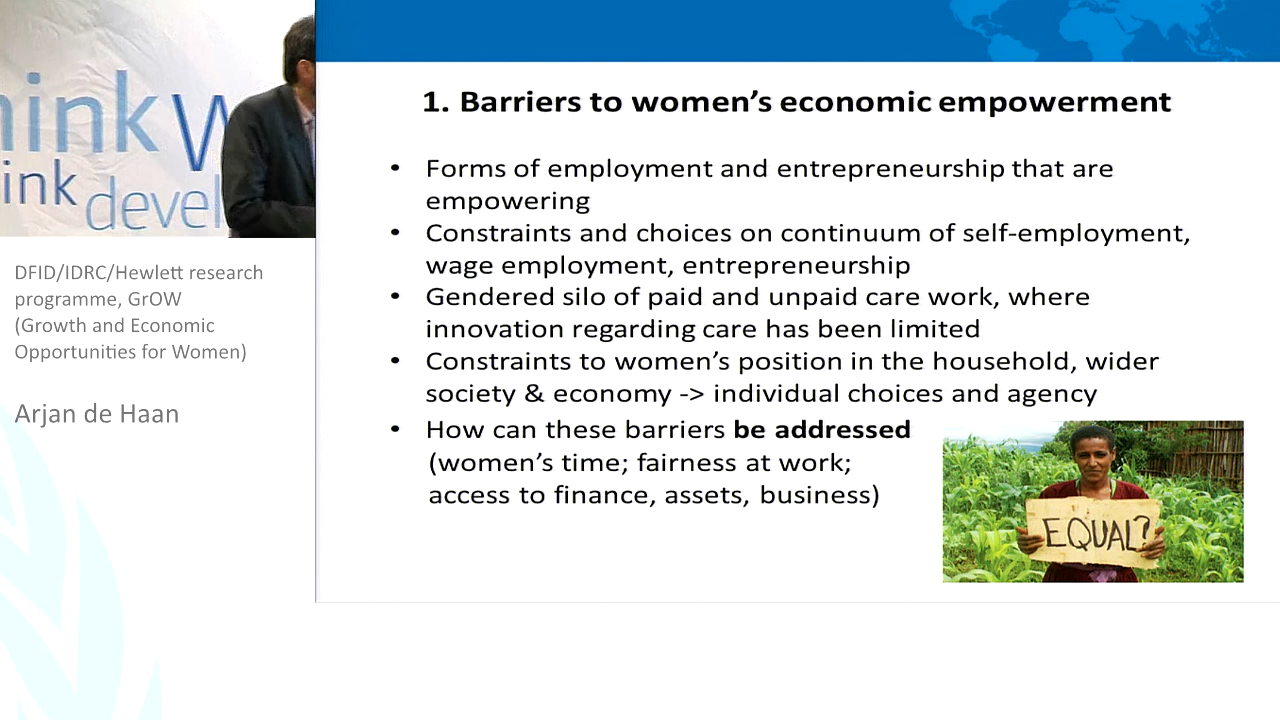 hink
ink
devel
DFID/IDRC/Hewlett research
programme, GrOW
(Growth and Economic
Opportunities for Women)
Arjan de Haan
1. Barriers to women’s economic empowerment
• Forms of employment and entrepreneurship that are
empowering
• Constraints and choices on continuum of self-employment,
wage employment, entrepreneurship
• Gendered silo of paid and unpaid care work, where
innovation regarding care has been limited
• Constraints to women’s position in the household, wider
society & economy -> individual choices and agency
• How can these barriers be addressed
(women’s time; fairness at work;
access to finance, assets, business)
EQUAL?